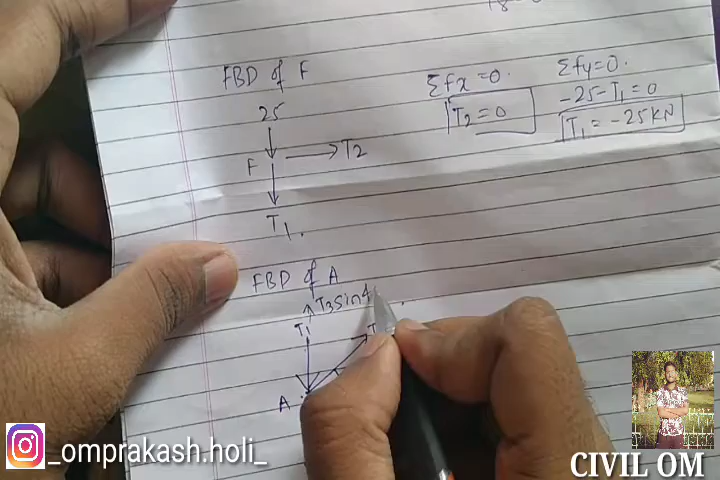 FBD of F
25
F
T2
T1.
Σfx=0.
T2=0
Σfy=0.
-25-T1=0
T1=-25KN
FBD of A
T3sin4
T1
A
_omprakash.holi_
CIVIL OM